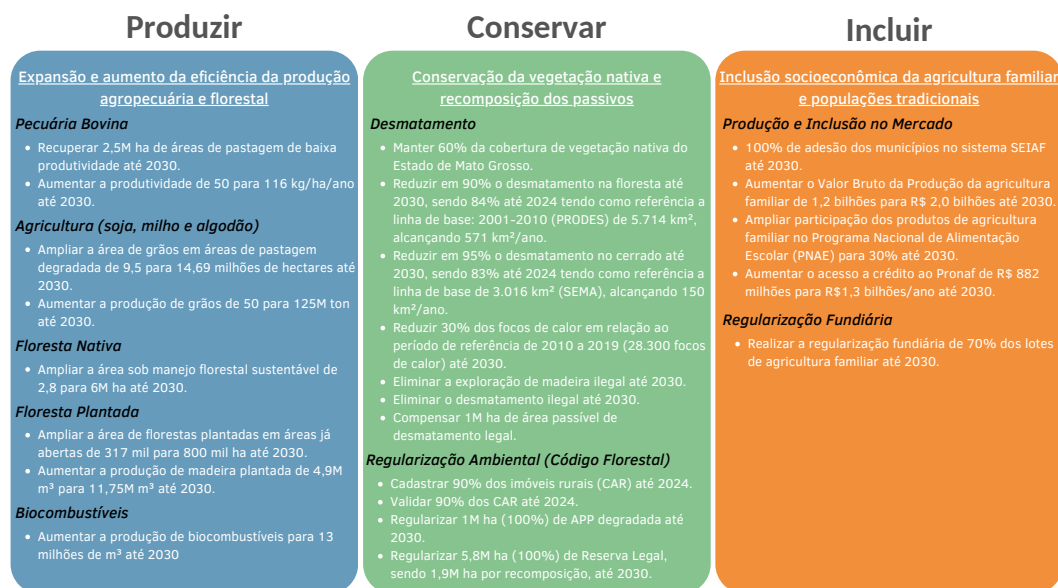 Produzir
Expansão e aumento da eficiência da produção
agropecuária e florestal
Pecuária Bovina
• Recuperar 2,5M ha de áreas de pastagem de baixa
produtividade até 2030.
• Aumentar a produtividade de 50 para 116 kg/ha/ano
até 2030.
Agricultura (soja, milho e algodão)
• Ampliar a área de grãos em áreas de pastagem
degradada de 9,5 para 14,69 milhões de hectares até
2030.
• Aumentar a produção de grãos de 50 para 125M ton
até 2030.
Floresta Nativa
• Ampliar a área sob manejo florestal sustentável de
2,8 para 6M ha até 2030.
Floresta Plantada
• Ampliar a área de florestas plantadas em áreas já
abertas de 317 mil para 800 mil ha até 2030.
• Aumentar a produção de madeira plantada de 4,9M
m³ para 11,75M m³ até 2030.
Biocombustíveis
• Aumentar a produção de biocombustíveis para 13
milhões de m³ até 2030
Conservar
Conservação da vegetação nativa e
recomposição dos passivos
Desmatamento
• Manter 60% da cobertura de vegetação nativa do
Estado de Mato Grosso.
• Reduzir em 90% o desmatamento na floresta até
2030, sendo 84% até 2024 tendo como referência a
linha de base: 2001-2010 (PRODES) de 5.714 km²,
alcançando 571 km²/ano.
• Reduzir em 95% o desmatamento no cerrado até
2030, sendo 83% até 2024 tendo como referência a
linha de base de 3.016 km² (SEMA), alcançando 150
km²/ano.
• Reduzir 30% dos focos de calor em relação ao
período de referência de 2010 a 2019 (28.300 focos
de calor) até 2030.
• Eliminar a exploração de madeira ilegal até 2030.
• Eliminar o desmatamento ilegal até 2030.
• Compensar 1M ha de área passível de
desmatamento legal.
Regularização Ambiental (Código Florestal)
• Cadastrar 90% dos imóveis rurais (CAR) até 2024.
• Validar 90% dos CAR até 2024.
• Regularizar 1M ha (100%) de APP degradada até
2030.
• Regularizar 5,8M ha (100%) de Reserva Legal,
sendo 1,9M ha por recomposição, até 2030.
Incluir
Inclusão socioeconômica da agricultura familiar
e populações tradicionais
Produção e Inclusão no Mercado
• 100% de adesão dos municípios no sistema SEIAF
até 2030.
• Aumentar o Valor Bruto da Produção da agricultura
familiar de 1,2 bilhões para R$ 2,0 bilhões até 2030.
• Ampliar participação dos produtos de agricultura
familiar no Programa Nacional de Alimentação
Escolar (PNAE) para 30% até 2030.
• Aumentar o acesso a crédito ao Pronaf de R$ 882
milhões para R$1,3 bilhões/ano até 2030.
Regularização Fundiária
• Realizar a regularização fundiária de 70% dos lotes
de agricultura familiar até 2030.